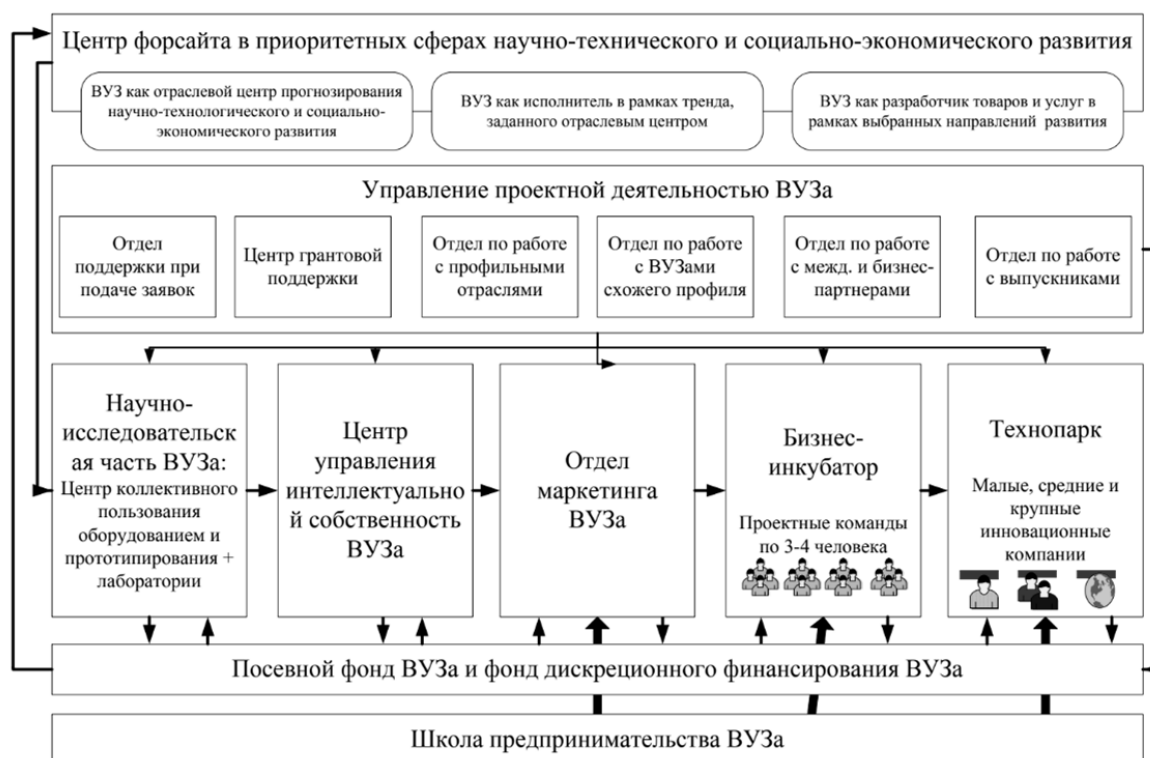 Центр форсайта в приоритетных сферах научно-технического и социально-экономического развития
ВУЗ как отраслевой центр прогнозирования
научно-технологического и социально-
экономического развития
ВУЗ как исполнитель в рамках тренда,
заданного отраслевым центром
ВУЗ как разработчик товаров и услуг в
рамках выбранных направлений развития
Управление проектной деятельностью ВУЗа
Отдел
поддержки при
подаче заявок
Центр грантовой
поддержки
Отдел по работе
с профильными
отраслями
Отдел по работе
с ВУЗами
схожего профиля
Отдел по работе
с межд. и бизнес-
партнерами
Отдел по работе
с выпускниками
Научно-
исследовательск
ая часть ВУЗа:
Центр коллективного
пользования
оборудованием и
прототипирования +
лаборатории
Центр
управления
интеллектуально
й собственность
ВУЗа
Отдел
маркетинга
ВУЗа
Бизнес-
инкубатор
Проектные команды
по 3-4 человека
Технопарк
Малые, средние и
крупные
инновационные
компании
Посевной фонд ВУЗа и фонд дискреционного финансирования ВУЗа
Школа предпринимательства ВУЗа